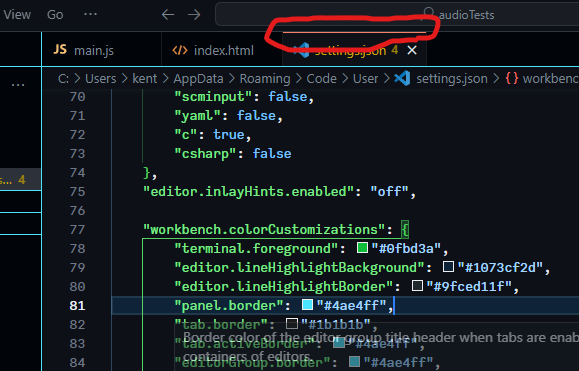 View Go ... audioTests
JS main.js <> index.html settings.json 4 ×
C: > Users > kent > AppData > Roaming > Code > User > settings.json > {} workbenc
...
s... 4
70 "scminput": false,
71 "yaml": false,
72 "c": true,
73 "csharp": false
74 },
75 "editor.inlayHints.enabled": "off",
76
77 "workbench.colorCustomizations": {
78 "terminal.foreground": "#0fbd3a",
79 "editor.lineHighlightBackground": "#1073cf2d",
80 "editor.lineHighlightBorder": "#9fced11f",
81 "panel.border": "#4ae4ff",
82 "tab.border": "#1b1b1b",
Border color of the editor group title header when tabs are enab
83 "tab.activeBorder": "#4ae4ff",
containers of editors.
84 "editorGroup.border": "#4ae4ff",